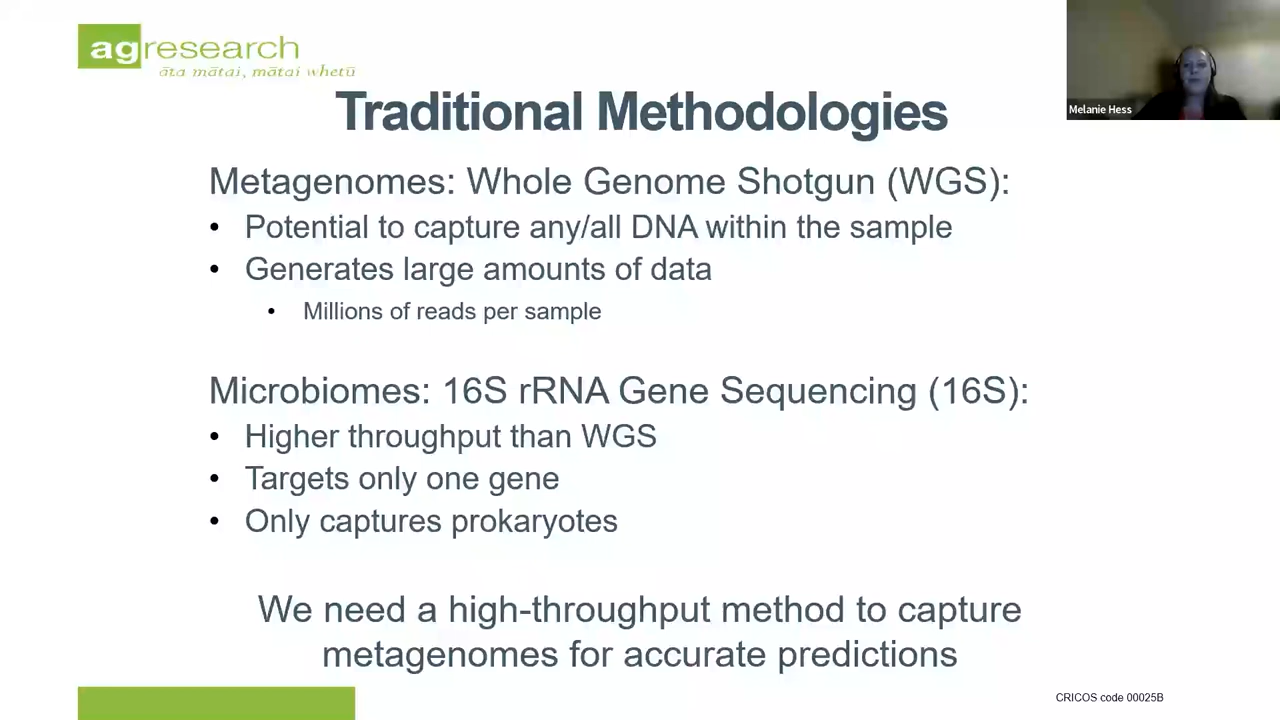 agresearch
āta mātai, mātai whetū
Melanie Hess
Traditional Methodologies
Metagenomes: Whole Genome Shotgun (WGS):
• Potential to capture any/all DNA within the sample
• Generates large amounts of data
• Millions of reads per sample
Microbiomes: 16S rRNA Gene Sequencing (16S):
• Higher throughput than WGS
• Targets only one gene
• Only captures prokaryotes
We need a high-throughput method to capture
metagenomes for accurate predictions
CRICOS code 00025B